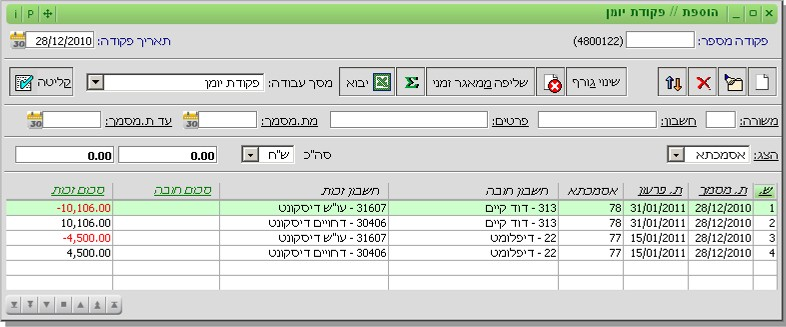 הוספת // פקודת יומן
i P
פקודה מספר: (4800122) תאריך פקודה: 28/12/2010
שינוי גורף שליפה ממאגר זמני Σ יבוא מסך עבודה: פקודת יומן קליטה
משורה: חשבון: פרטים: מת.מסמך: עד ת.מסמך:
הצג: אסמכתא סה"כ ש"ח 0.00 0.00
ש. ת. מסמך ת. פרעון אסמכתא חשבון חובה חשבון זכות סכום חובה סכום זכות
1 28/12/2010 31/01/2011 78 313 - דוד קיים 31607 - עו"ש דיסקונט -10,106.00
2 28/12/2010 31/01/2011 78 313 - דוד קיים 30406 - דחויים דיסקונט 10,106.00
3 28/12/2010 15/01/2011 77 22 - דיפלומט 31607 - עו"ש דיסקונט -4,500.00
4 28/12/2010 15/01/2011 77 22 - דיפלומט 30406 - דחויים דיסקונט 4,500.00